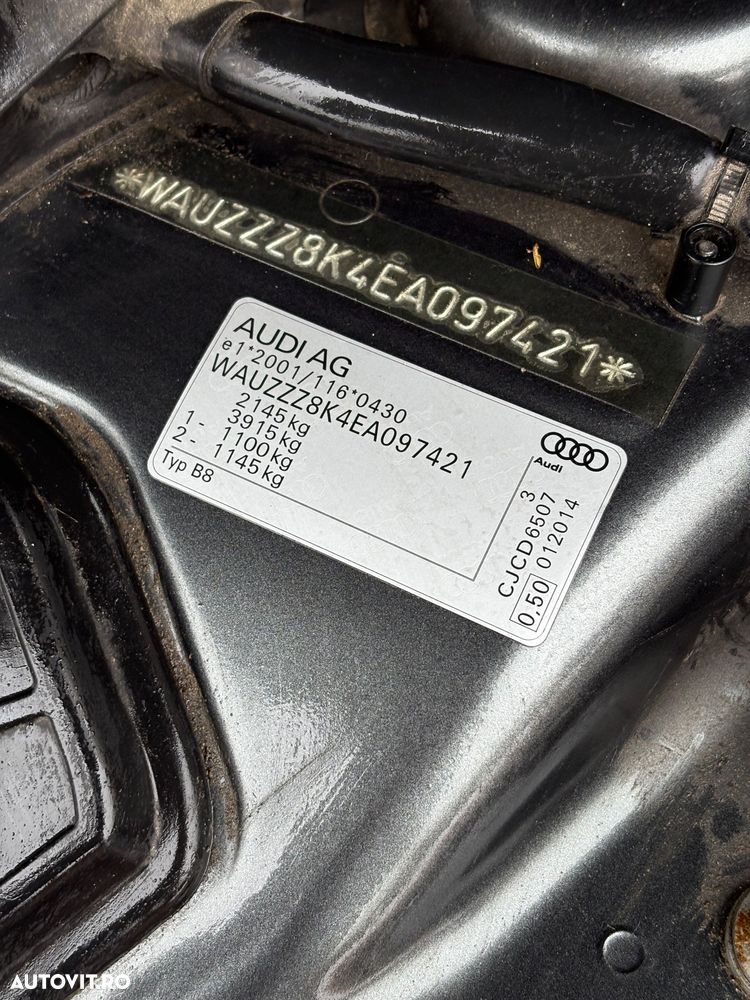 *WAUZZZ8K4EA097421*
AUDI AG
e1*2001/116*0430
WAUZZZ8K4EA097421
2145kg
1- 3915kg
2- 1100kg
1145kg
Typ B8
Audi
3
CJCD6507
0,50 012014
AUTOVIT.RO